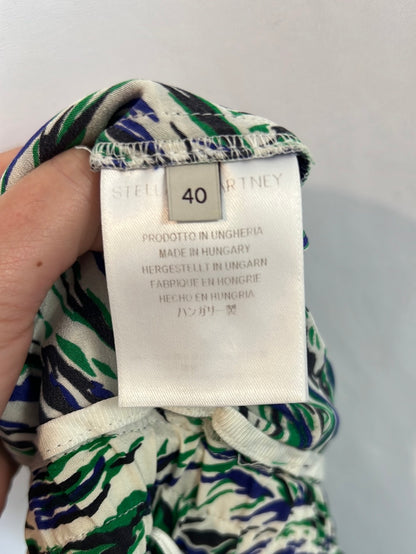 STELL RTNEY
40
PRODOTTO IN UNGHERIA
MADE IN HUNGARY
HERGESTELLT IN UNGARN
FABRIQUE EN HONGRIE
HECHO EN HUNGRIA
ハンガリー製